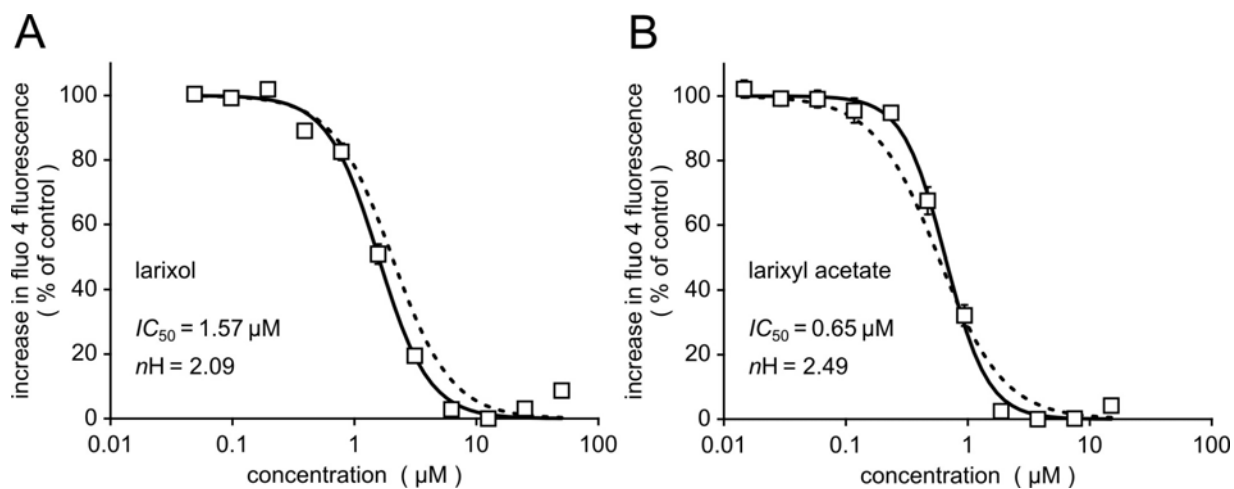 A
increase in fluo 4 fluorescence
( % of control )
100
80
60
40
20
0
larixol
IC50 = 1.57 µM
nH = 2.09
0.01
0.1
1
10
100
concentration ( µM )
B
increase in fluo 4 fluorescence
( % of control )
100
80
60
40
20
0
larixyl acetate
IC50 = 0.65 µM
nH = 2.49
0.01
0.1
1
10
100
concentration ( µM )